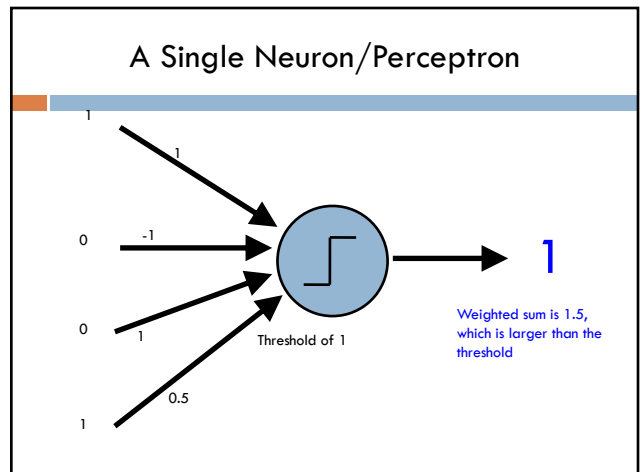 A Single Neuron/Perceptron
1
1
0
-1
1
Weighted sum is 1.5,
which is larger than the
threshold
0
1
Threshold of 1
0.5
1